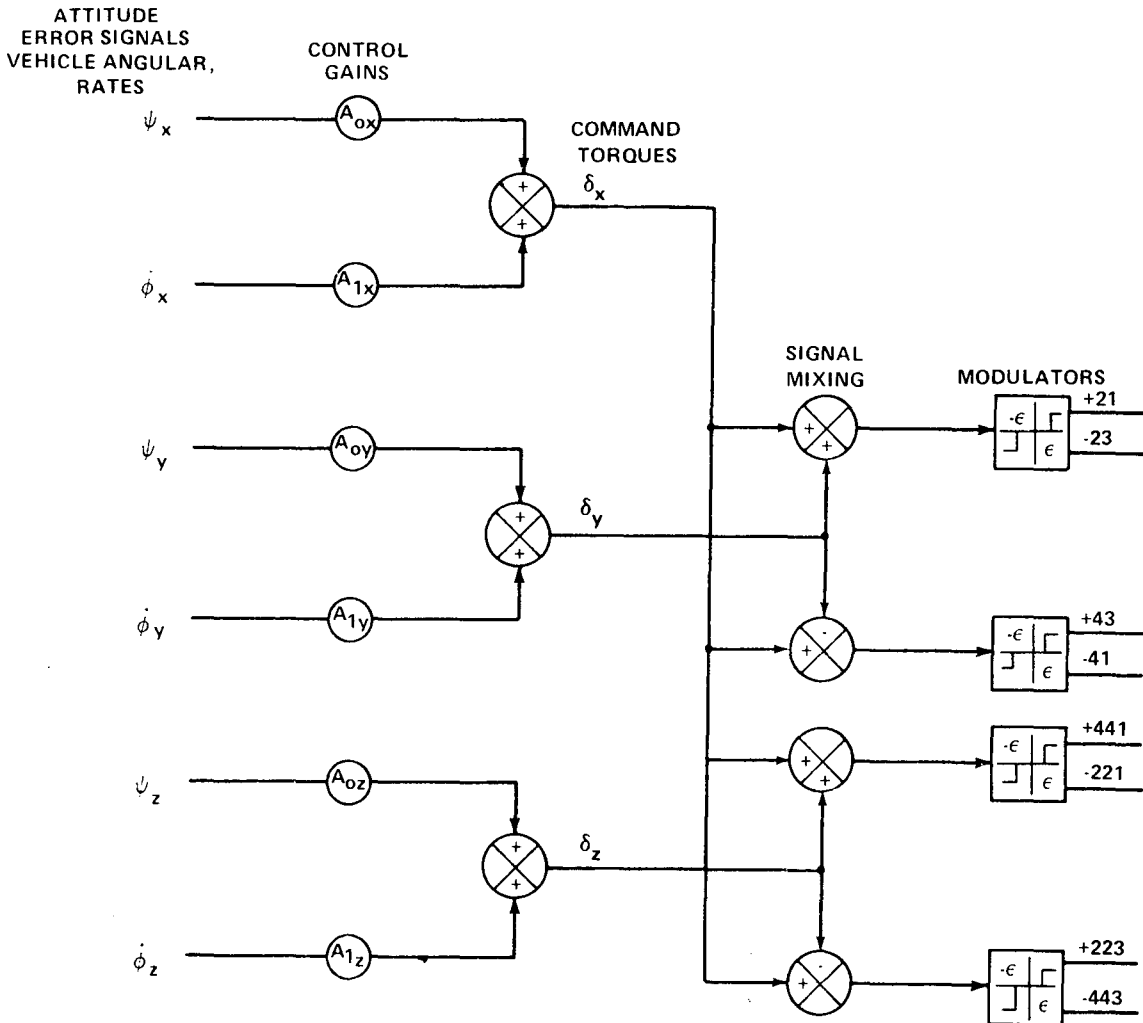 ATTITUDE
ERROR SIGNALS
VEHICLE ANGULAR,
RATES
CONTROL
GAINS
ψx
Aox
+
COMMAND
TORQUES
δx
+
φ̇x
A1x
SIGNAL
MIXING
MODULATORS
+21
-ϵ
+
+
-23
ϵ
ψy
Aoy
+
δy
+
φ̇y
A1y
+43
-
-ϵ
+
-41
ϵ
+441
-ϵ
+
+
-221
ϵ
ψz
Aoz
+
δz
+
φ̇z
A1z
+223
-
-ϵ
+
-443
ϵ